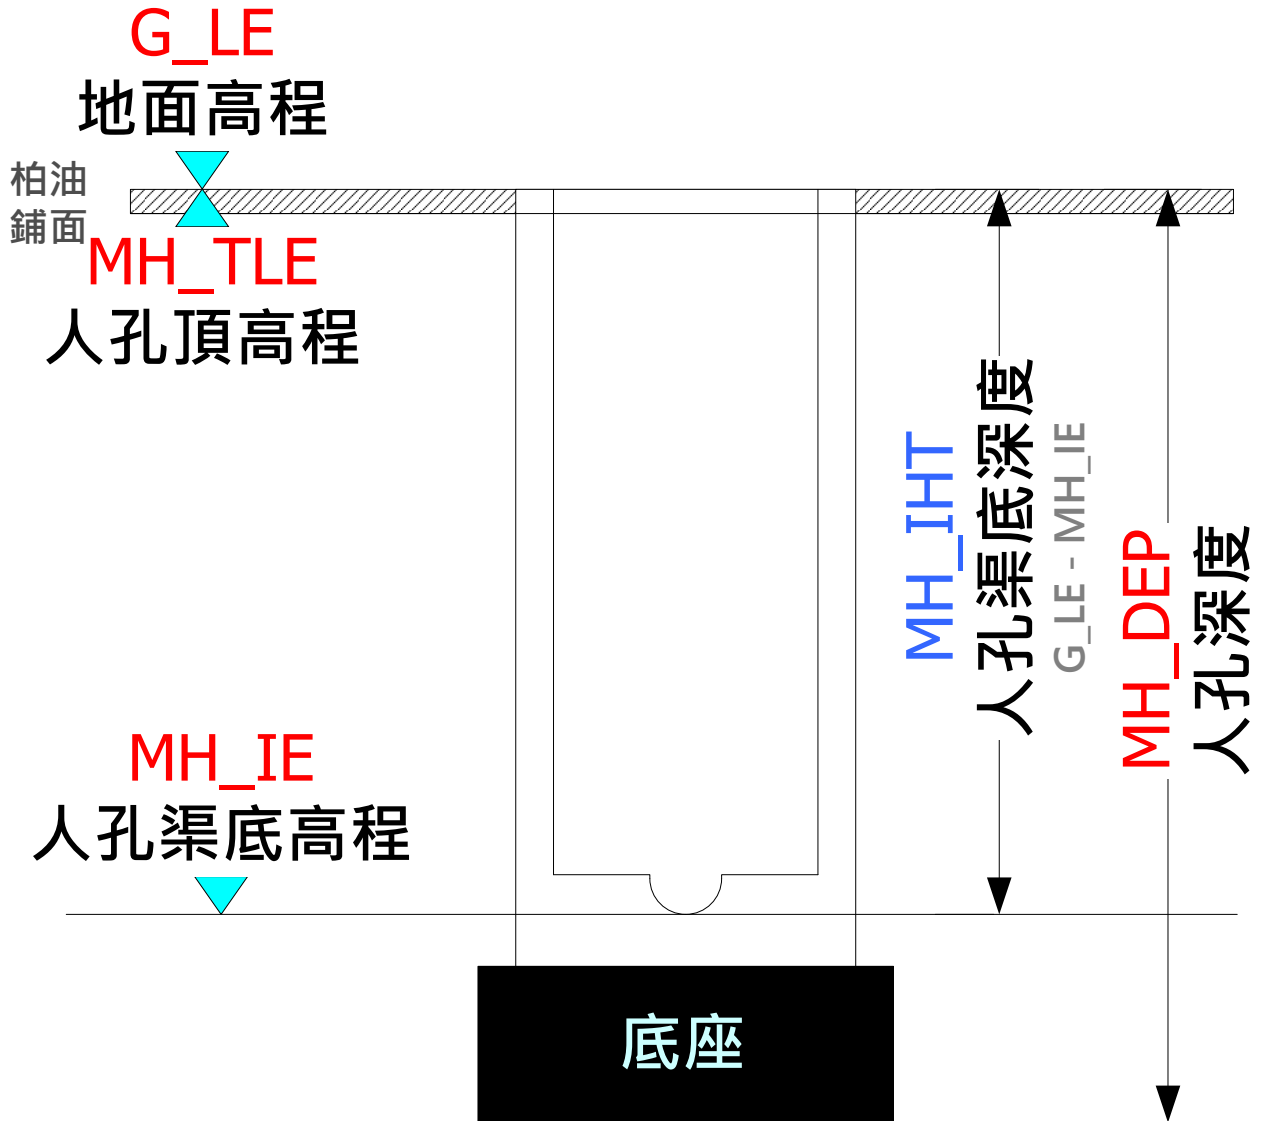 G_LE
地面高程
柏油
鋪面
MH_TLE
人孔頂高程
MH_IHT
人孔渠底深度
G_LE - MH_IE
MH_DEP
人孔深度
MH_IE
人孔渠底高程
底座